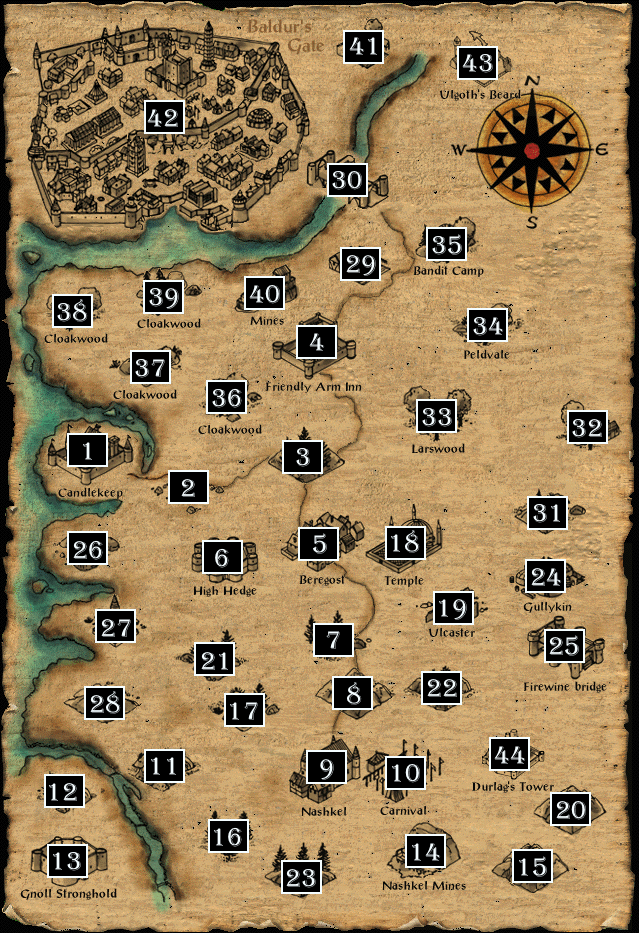 Baldur's
Gate
41
43
Ulgoth's Beard
N
42
W
E
30
S
35
Bandit Camp
29
38
Cloakwood
39
Cloakwood
40
Mines
34
Peldvale
4
Friendly Arm Inn
37
Cloakwood
36
Cloakwood
33
Larswood
32
1
Candlekeep
3
2
31
26
6
High Hedge
5
Beregost
18
Temple
24
Gullykin
27
19
Ulcaster
7
25
Firewine bridge
21
28
17
8
22
11
9
Nashkel
10
Carnival
44
Durlag's Tower
12
20
16
13
Gnoll Stronghold
23
14
Nashkel Mines
15